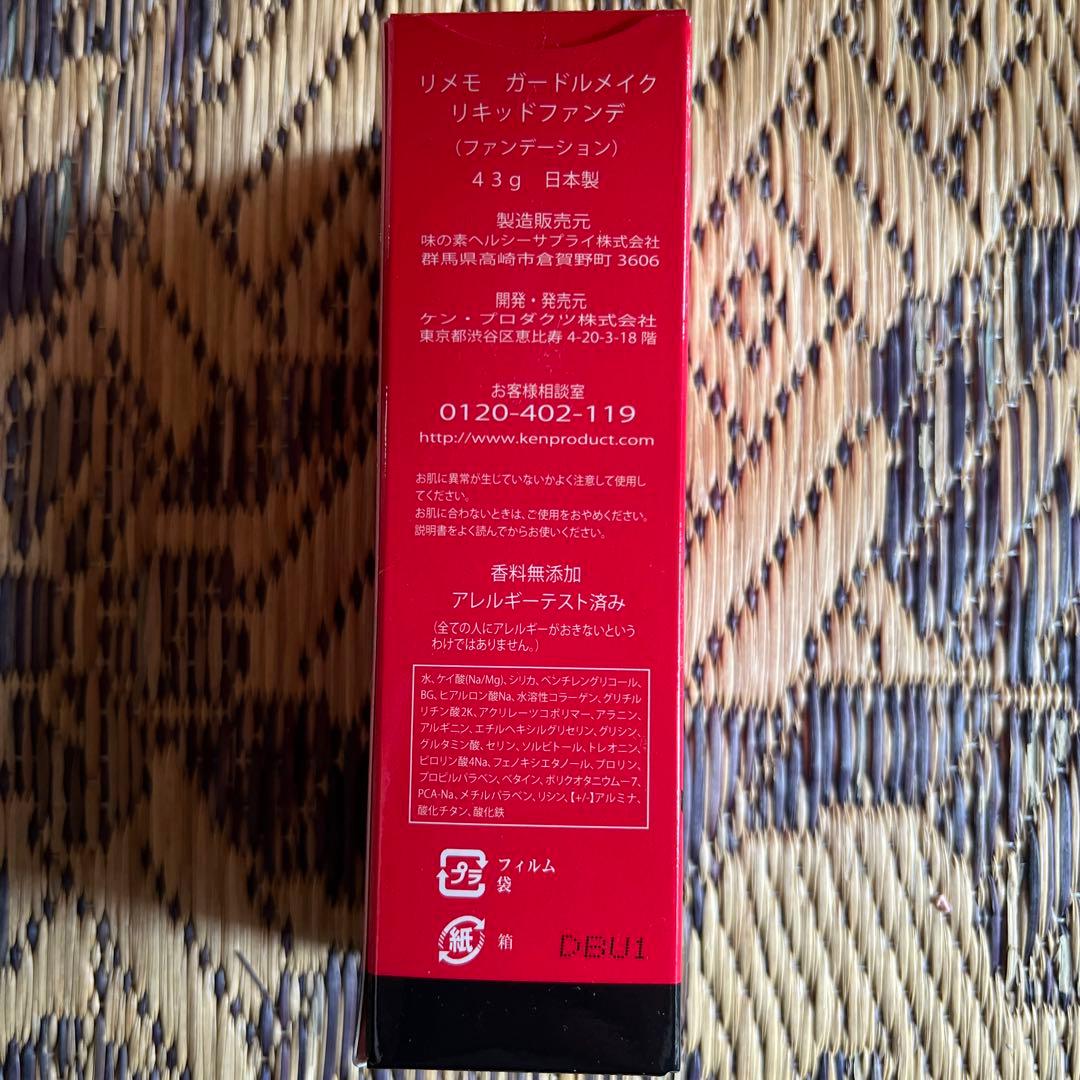 リメモ　ガードルメイク
リキッドファンデ
（ファンデーション）
４３ｇ　日本製
製造販売元
味の素ヘルシーサプライ株式会社
群馬県高崎市倉賀野町 3606
開発・発売元
ケン・プロダクツ株式会社
東京都渋谷区恵比寿 4-20-3-18 階
お客様相談室
0120-402-119
http://www.kenproduct.com
お肌に異常が生じていないかよく注意して使用し
てください。
お肌に合わないときは、ご使用をおやめください。
説明書をよく読んでからお使いください。
香料無添加
アレルギーテスト済み
（全ての人にアレルギーがおきないという
わけではありません。）
水、ケイ酸(Na/Mg)、シリカ、ペンチレングリコール、
BG、ヒアルロン酸Na、水溶性コラーゲン、グリチル
リチン酸2K、アクリレーツコポリマー、アラニン、
アルギニン、エチルヘキシルグリセリン、グリシン、
グルタミン酸、セリン、ソルビトール、トレオニン、
ピロリン酸4Na、フェノキシエタノール、プロリン、
プロピルパラベン、ベタイン、ポリクオタニウム－7、
PCA-Na、メチルパラベン、リシン、【+/-】アルミナ、
酸化チタン、酸化鉄
プラ フィルム
袋
紙 箱
DBU1